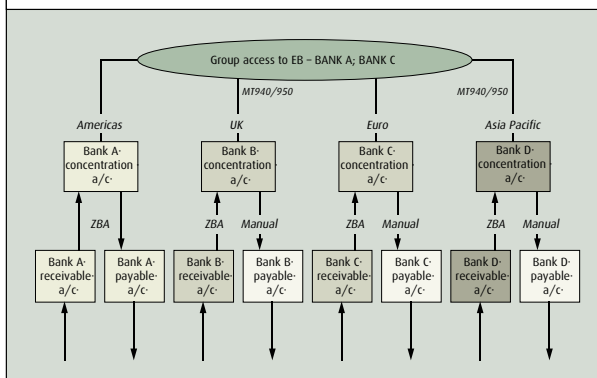 Group access to EB – BANK A; BANK C
MT940/950
MT940/950
Americas
UK
Euro
Asia Pacific
Bank A·
concentration·
a/c·
Bank B·
concentration·
a/c·
Bank C·
concentration·
a/c·
Bank D·
concentration·
a/c·
ZBA
ZBA
Manual
ZBA
Manual
ZBA
Manual
Bank A·
receivable·
a/c·
Bank A·
payable·
a/c·
Bank B·
receivable·
a/c·
Bank B·
payable·
a/c·
Bank C·
receivable·
a/c·
Bank C·
payable·
a/c·
Bank D·
receivable·
a/c·
Bank D·
payable·
a/c·